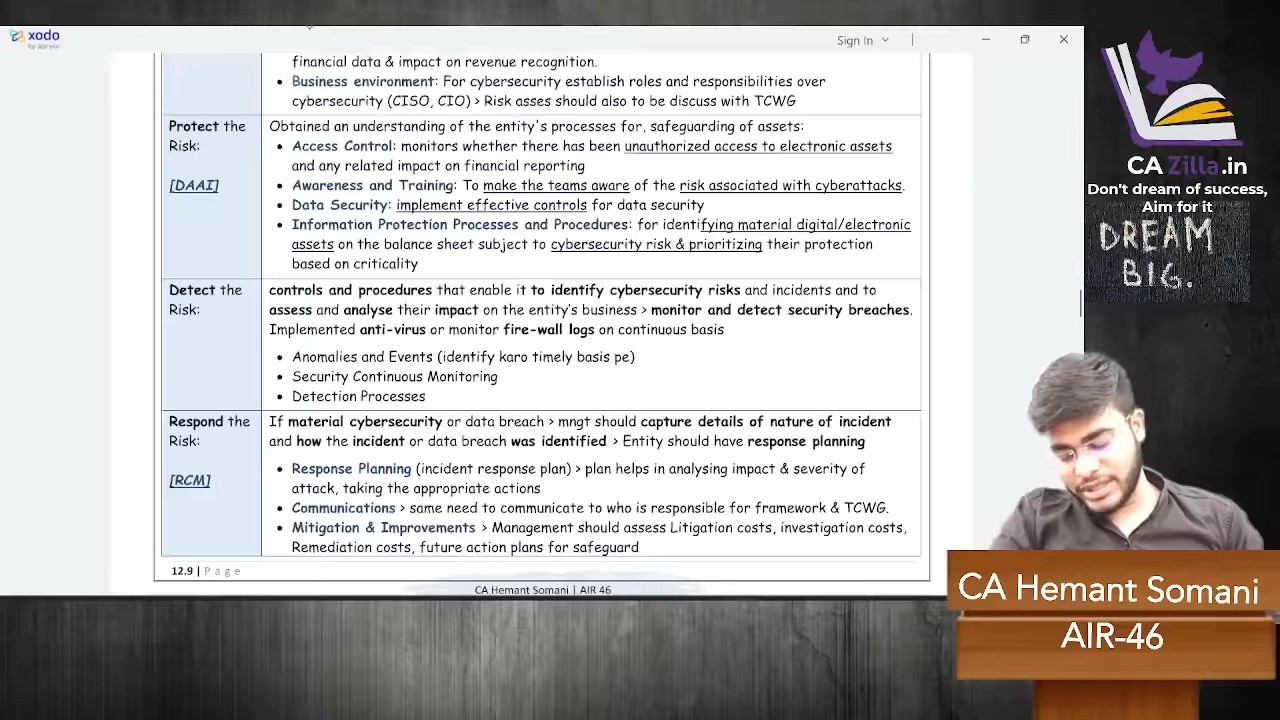 xodo
by apryse
Sign In
financial data & impact on revenue recognition.
• Business environment: For cybersecurity establish roles and responsibilities over
cybersecurity (CISO, CIO) > Risk asses should also to be discuss with TCWG
Protect the
Risk:
[DAAI]
Obtained an understanding of the entity's processes for, safeguarding of assets:
• Access Control: monitors whether there has been unauthorized access to electronic assets
and any related impact on financial reporting
• Awareness and Training: To make the teams aware of the risk associated with cyberattacks.
• Data Security: implement effective controls for data security
• Information Protection Processes and Procedures: for identifying material digital/electronic
assets on the balance sheet subject to cybersecurity risk & prioritizing their protection
based on criticality
Detect the
Risk:
controls and procedures that enable it to identify cybersecurity risks and incidents and to
assess and analyse their impact on the entity's business > monitor and detect security breaches.
Implemented anti-virus or monitor fire-wall logs on continuous basis
• Anomalies and Events (identify karo timely basis pe)
• Security Continuous Monitoring
• Detection Processes
Respond the
Risk:
[RCM]
If material cybersecurity or data breach > mngt should capture details of nature of incident
and how the incident or data breach was identified > Entity should have response planning
• Response Planning (incident response plan) > plan helps in analysing impact & severity of
attack, taking the appropriate actions
• Communications > same need to communicate to who is responsible for framework & TCWG.
• Mitigation & Improvements > Management should assess Litigation costs, investigation costs,
Remediation costs, future action plans for safeguard
12.9 | Page
CA Hemant Somani | AIR 46
CA Zilla.in
Don't dream of success,
Aim for it
DREAM
BIG.
CA Hemant Somani
AIR-46